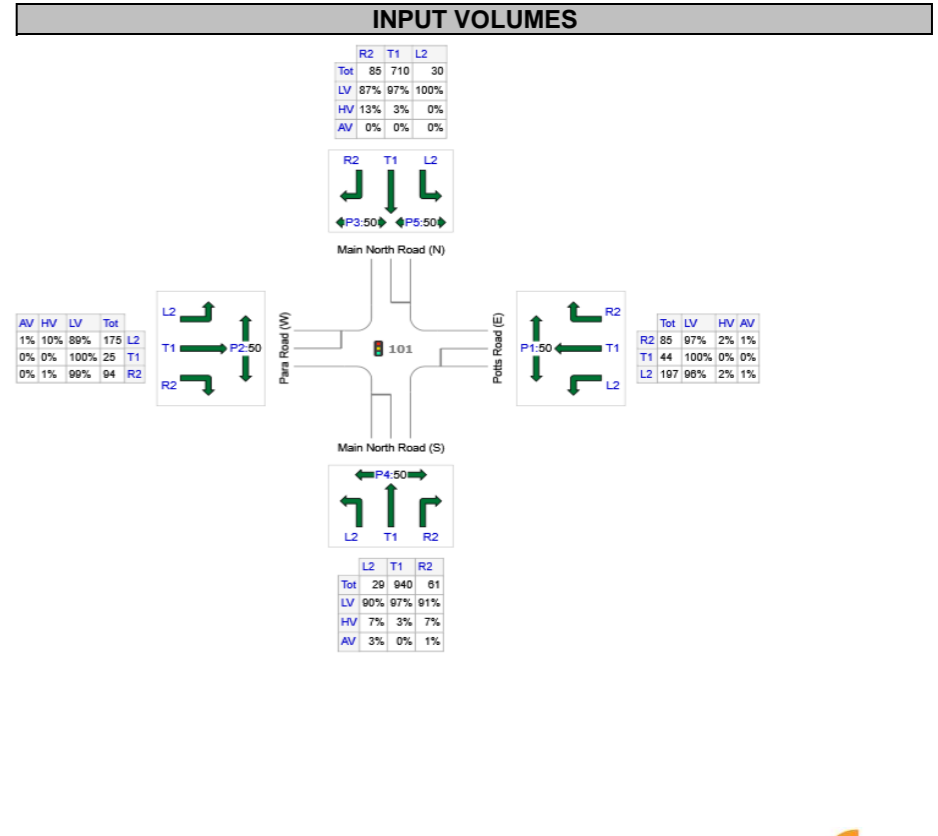 INPUT VOLUMES
R2 T1 L2
Tot 85 710 30
LV 87% 97% 100%
HV 13% 3% 0%
AV 0% 0% 0%
R2 T1 L2
P3:50 P5:50
Main North Road (N)
AV HV LV Tot
1% 10% 89% 175 L2
0% 0% 100% 25 T1
0% 1% 99% 94 R2
L2
T1 P2:50
R2
Para Road (W)
101
Potts Road (E)
R2
P1:50 T1
L2
Tot LV HV AV
R2 85 97% 2% 1%
T1 44 100% 0% 0%
L2 197 96% 2% 1%
Main North Road (S)
P4:50
L2 T1 R2
L2 T1 R2
Tot 29 940 61
LV 90% 97% 91%
HV 7% 3% 7%
AV 3% 0% 1%